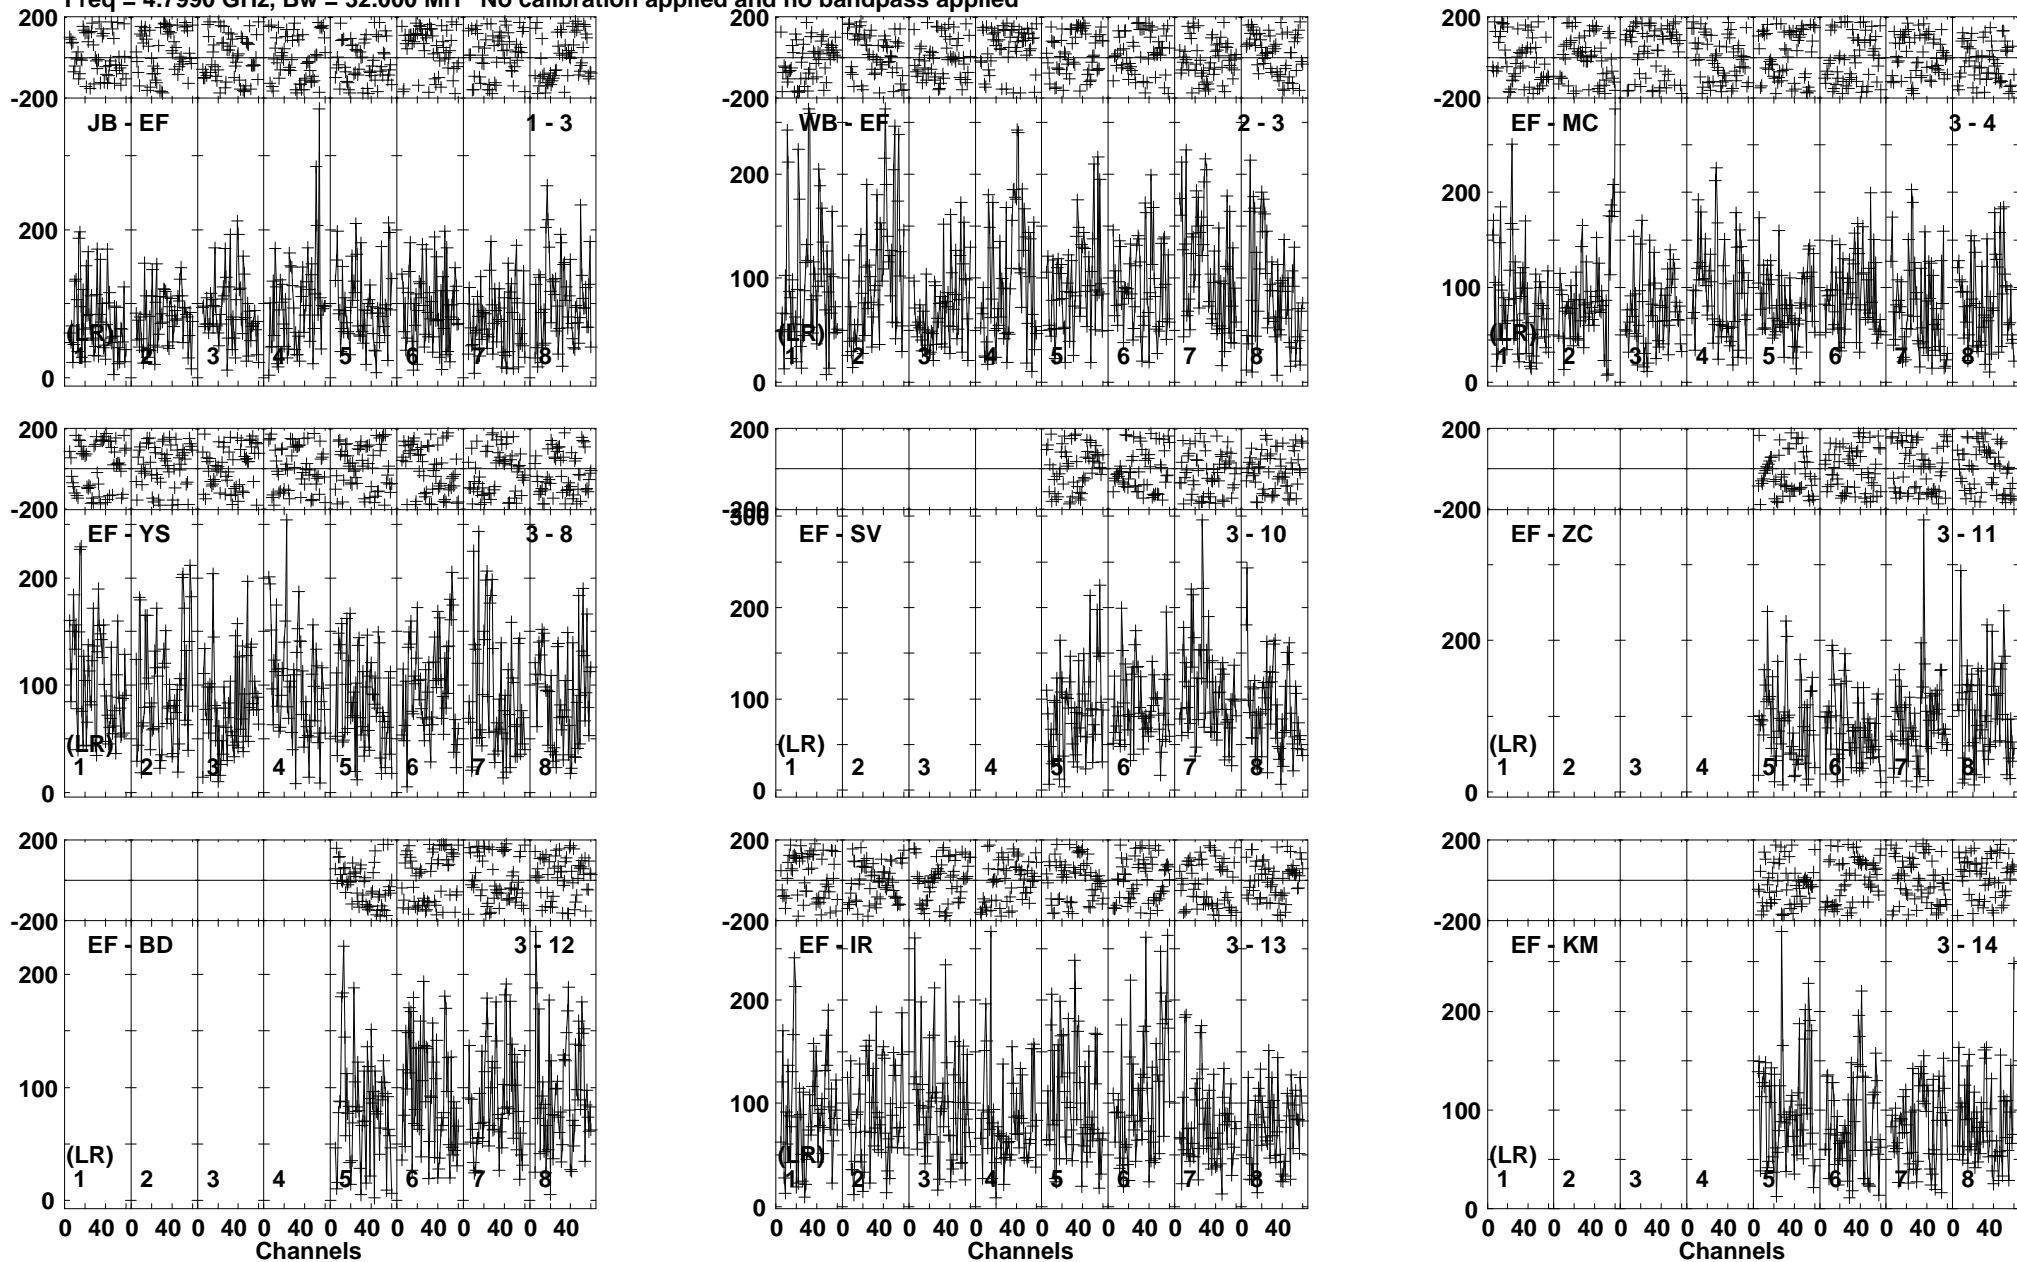 Freq = 4.7990 GHz, Bw = 32.000 MH No calibration applied and no bandpass applied
200 200 200
-200 -200 -200
JB - EF 1 - 3 WB - EF 2 - 3 EF - MC 3 - 4
200 200 200
100 100
(LR) (LR) (LR)
1 2 3 4 5 6 7 8 1 2 3 4 5 6 7 8 1 2 3 4 5 6 7 8
0 0 0
200 200 200
-200 -200 -200
300
EF - YS 3 - 8 EF - SV 3 - 10 EF - ZC 3 - 11
200 200 200
100 100
(LR) (LR) (LR)
1 2 3 4 5 6 7 8 1 2 3 4 5 6 7 8 1 2 3 4 5 6 7 8
0 0 0
200 200 200
-200 -200 -200
EF - BD 3 - 12 EF - IR 3 - 13 EF - KM 3 - 14
200 200 200
100 100 100
(LR) (LR) (LR)
1 2 3 4 5 6 7 8 1 2 3 4 5 6 7 8 1 2 3 4 5 6 7 8
0 0 0
0 40 0 40 0 40 0 40 0 40 0 40 0 40 0 40 0 40 0 40 0 40 0 40 0 40 0 40 0 40 0 40 0 40 0 40 0 40 0 40 0 40 0 40 0 40 0 40
Channels Channels